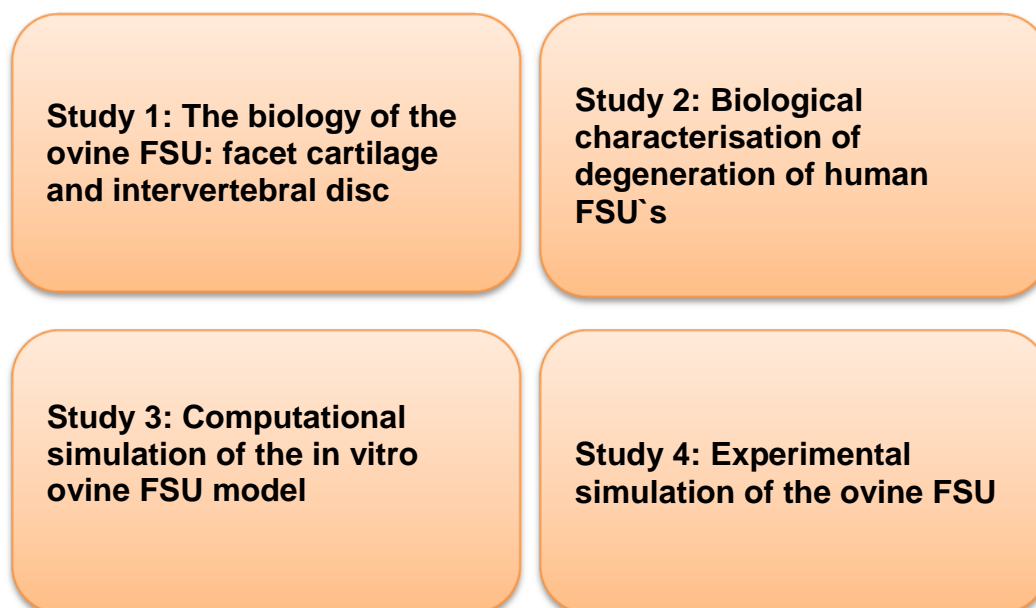 Study 1: The biology of the
ovine FSU: facet cartilage
and intervertebral disc
Study 2: Biological
characterisation of
degeneration of human
FSU`s
Study 3: Computational
simulation of the in vitro
ovine FSU model
Study 4: Experimental
simulation of the ovine FSU